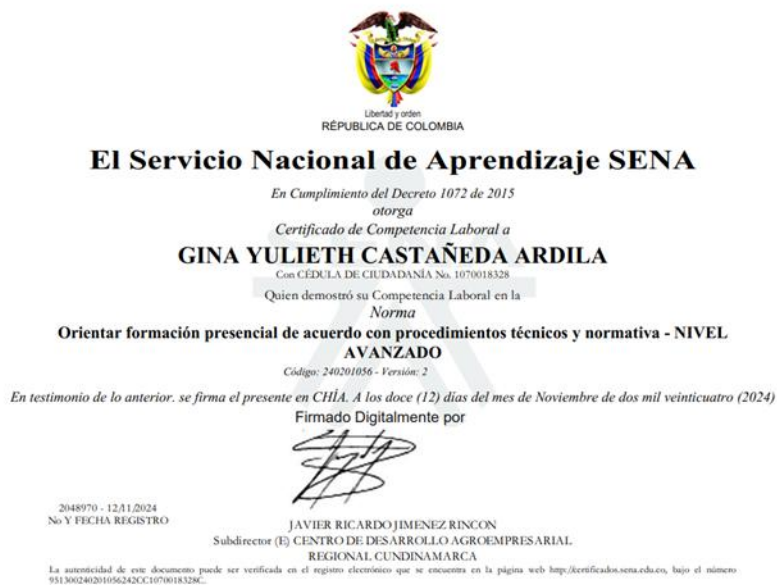 Libertad y orden
RÉPUBLICA DE COLOMBIA
El Servicio Nacional de Aprendizaje SENA
En Cumplimiento del Decreto 1072 de 2015
otorga
Certificado de Competencia Laboral a
GINA YULIETH CASTAÑEDA ARDILA
Con CÉDULA DE CIUDADANÍA No. 1070018328
Quien demostró su Competencia Laboral en la
Norma
Orientar formación presencial de acuerdo con procedimientos técnicos y normativa - NIVEL
AVANZADO
Código: 240201056 - Versión: 2
En testimonio de lo anterior. se firma el presente en CHÍA. A los doce (12) días del mes de Noviembre de dos mil veinticuatro (2024)
Firmado Digitalmente por
2048970 - 12/11/2024
No Y FECHA REGISTRO
JAVIER RICARDO JIMENEZ RINCON
Subdirector (E) CENTRO DE DESARROLLO AGROEMPRESARIAL
REGIONAL CUNDINAMARCA
La autenticidad de este documento puede ser verificada en el registro electrónico que se encuentra en la página web http://certificados.sena.edu.co, bajo el número
951300240201056242CC1070018328C.